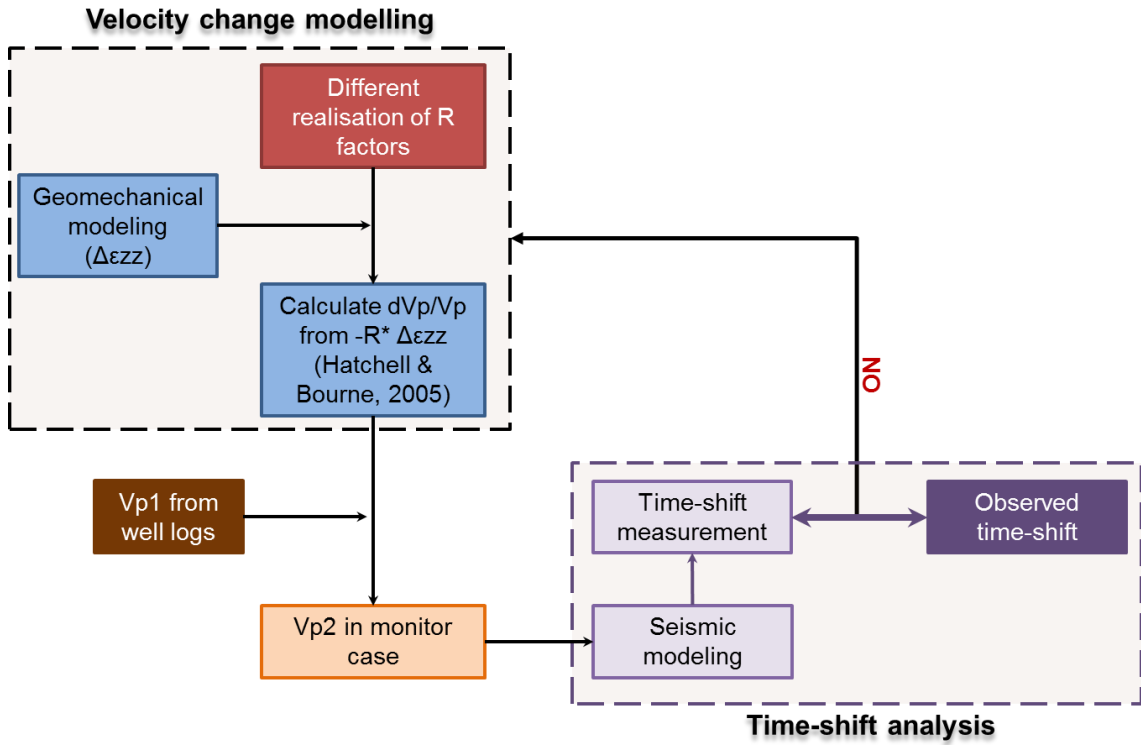 Velocity change modelling
Different
realisation of R
factors
Geomechanical
modeling
(Δεzz)
Calculate dVp/Vp
from -R* Δεzz
(Hatchell &
Bourne, 2005)
NO
Vp1 from
well logs
Time-shift
measurement
Observed
time-shift
Vp2 in monitor
case
Seismic
modeling
Time-shift analysis